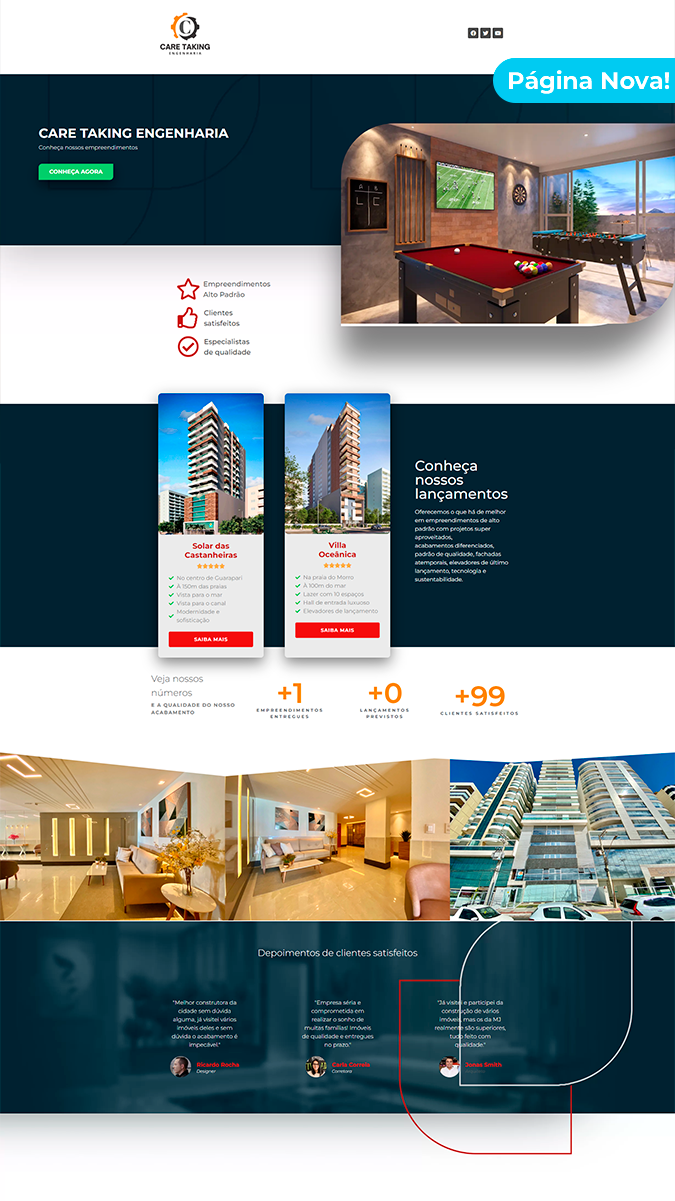 C
CARE TAKING
ENGENHARIA
Página Nova!
CARE TAKING ENGENHARIA
Conheça nossos empreendimentos
CONHEÇA AGORA
A B
L C
Empreendimentos
Alto Padrão
Clientes
satisfeitos
Especialistas
de qualidade
Solar das
Castanheiras
No centro de Guarapari
À 150m das praias
Vista para o mar
Vista para o canal
Modernidade e
sofisticação
SAIBA MAIS
Villa
Oceânica
Na praia do Morro
À 100m do mar
Lazer com 10 espaços
Hall de entrada luxuoso
Elevadores de lançamento
SAIBA MAIS
Conheça
nossos
lançamentos
Oferecemos o que há de melhor
em empreendimentos de alto
padrão com projetos super
aproveitados,
acabamentos diferenciados,
padrão de qualidade, fachadas
atemporais, elevadores de último
lançamento, tecnologia e
sustentabilidade.
Veja nossos
números
E A QUALIDADE DO NOSSO
ACABAMENTO
+1
EMPREENDIMENTOS
ENTREGUES
+0
LANÇAMENTOS
PREVISTOS
+99
CLIENTES SATISFEITOS
Depoimentos de clientes satisfeitos
"Melhor construtora da
cidade sem dúvida
alguma, já visitei vários
imóveis deles e sem
dúvida o acabamento é
impecável."
Ricardo Rocha
Designer
"Empresa séria e
comprometida em
realizar o sonho de
muitas famílias! Imóveis
de qualidade e entregues
no prazo."
Carla Correia
Corretora
"Já visitei e participei da
construção de vários
imóveis, mas os da MJ
realmente são superiores,
tudo feito com
qualidade."
Jonas Smith